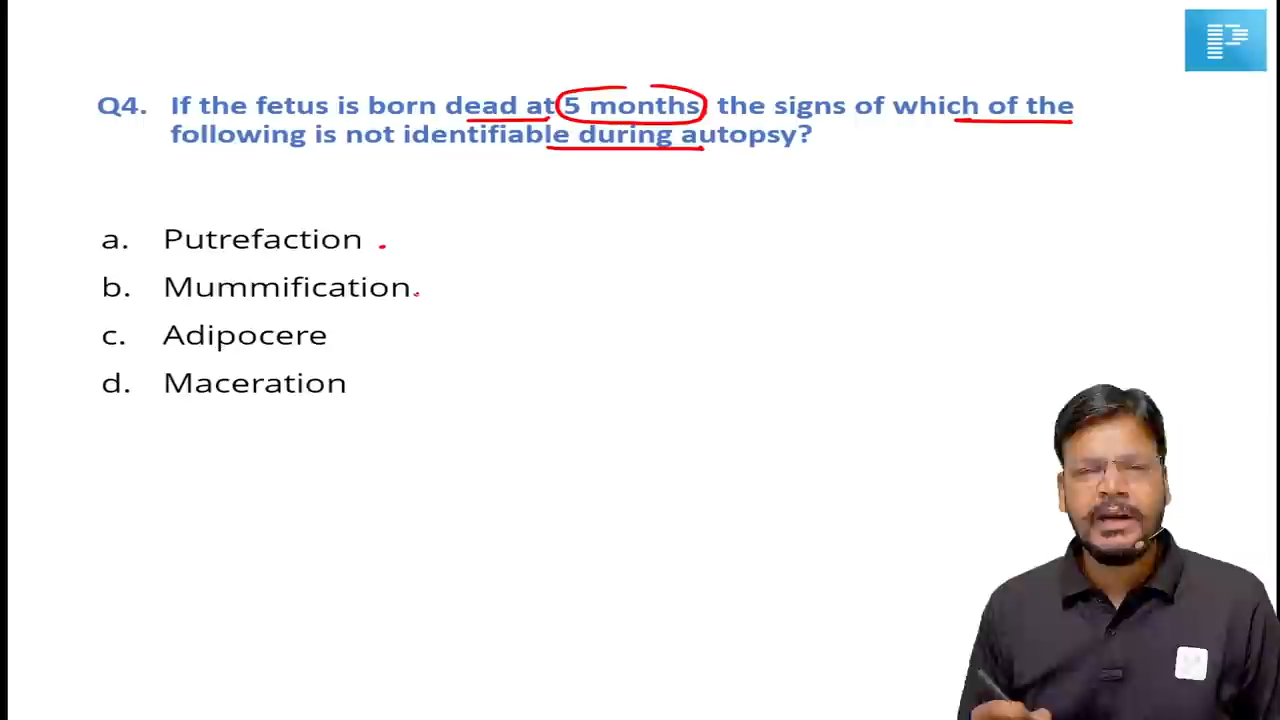 Q4. If the fetus is born dead at 5 months, the signs of which of the
following is not identifiable during autopsy?
a. Putrefaction
b. Mummification
c. Adipocere
d. Maceration